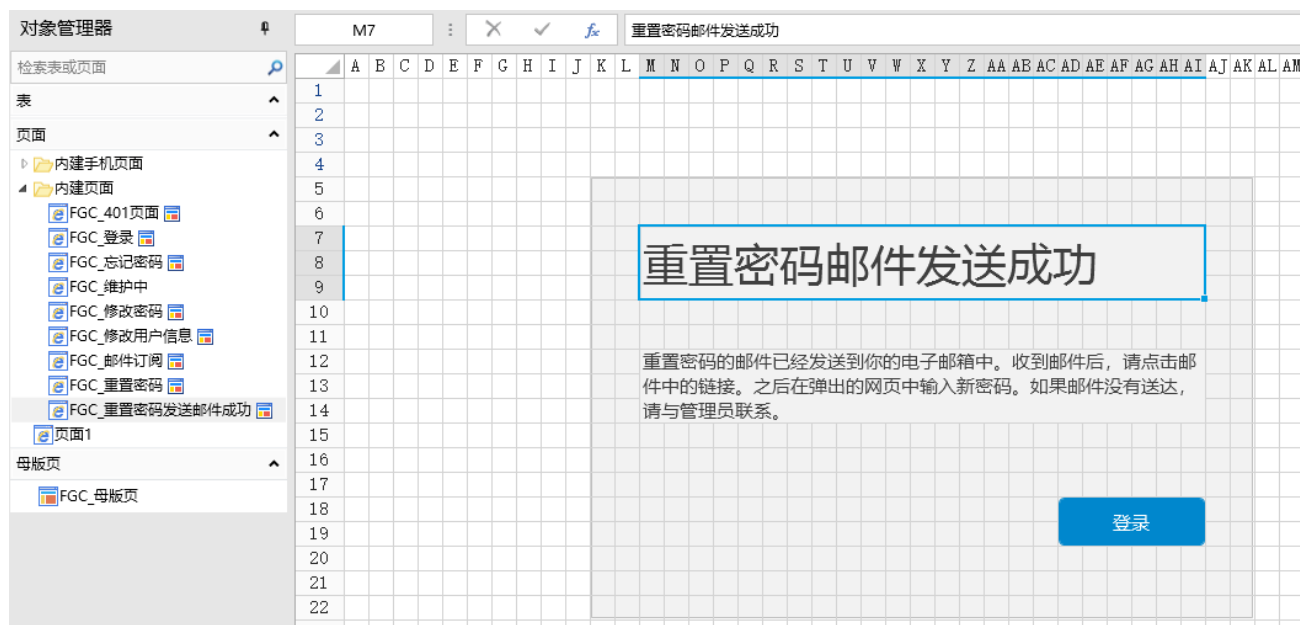 对象管理器
M7
fx
重置密码邮件发送成功
检索表或页面
A B C D E F G H I J K L M N O P Q R S T U V W X Y Z AA AB AC AD AE AF AG AH AI AJ AK AL AM
表
页面
内建手机页面
内建页面
FGC_401页面
FGC_登录
FGC_忘记密码
FGC_维护中
FGC_修改密码
FGC_修改用户信息
FGC_邮件订阅
FGC_重置密码
FGC_重置密码发送邮件成功
页面1
母版页
FGC_母版页
1
2
3
4
5
6
7
8
9
10
11
12
13
14
15
16
17
18
19
20
21
22
重置密码邮件发送成功
重置密码的邮件已经发送到你的电子邮箱中。收到邮件后，请点击邮
件中的链接。之后在弹出的网页中输入新密码。如果邮件没有送达，
请与管理员联系。
登录